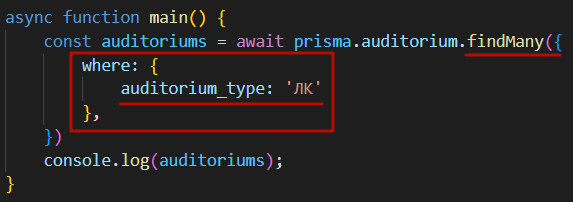 async function main() {
    const auditoriums = await prisma.auditorium.findMany({
        where: {
            auditorium_type: 'ЛК'
        },
    })
    console.log(auditoriums);
}